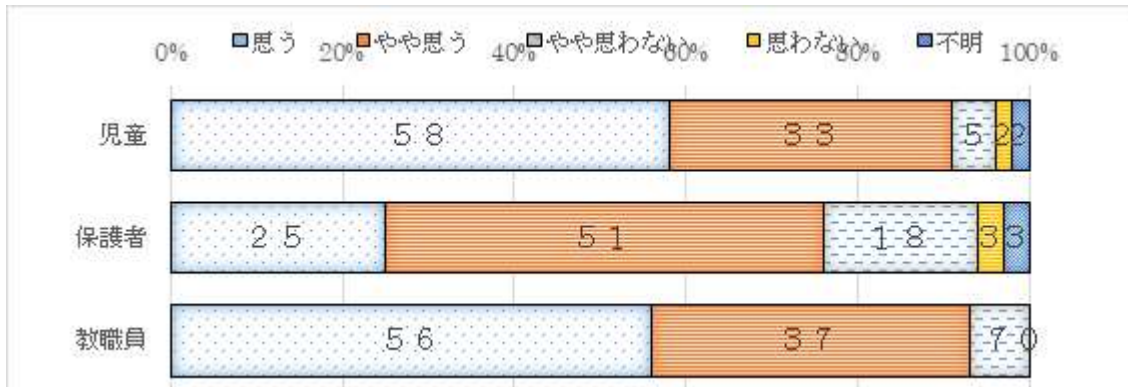 思う やや思う やや思わない 思わない 不明
0% 20% 40% 60% 80% 100%
児童 58 33 5 2 2
保護者 25 51 18 3 3
教職員 56 37 7 0